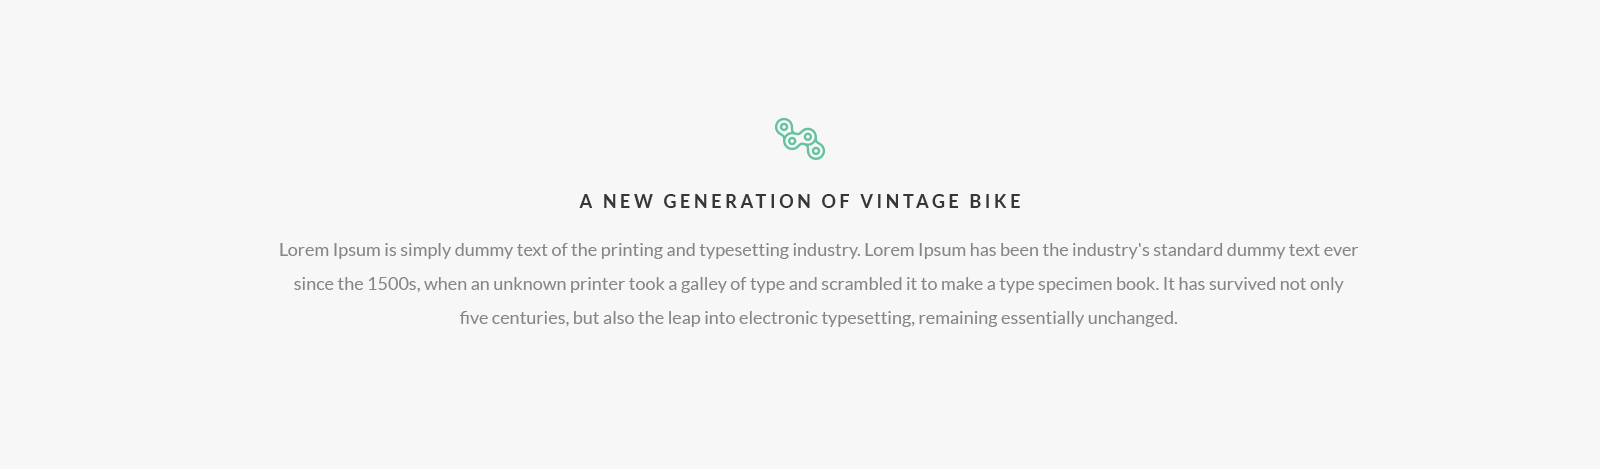 A NEW GENERATION OF VINTAGE BIKE
Lorem Ipsum is simply dummy text of the printing and typesetting industry. Lorem Ipsum has been the industry's standard dummy text ever
since the 1500s, when an unknown printer took a galley of type and scrambled it to make a type specimen book. It has survived not only
five centuries, but also the leap into electronic typesetting, remaining essentially unchanged.